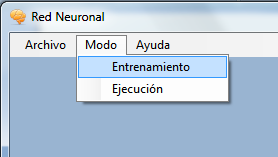 Red Neuronal
Archivo Modo Ayuda
Entrenamiento
Ejecución